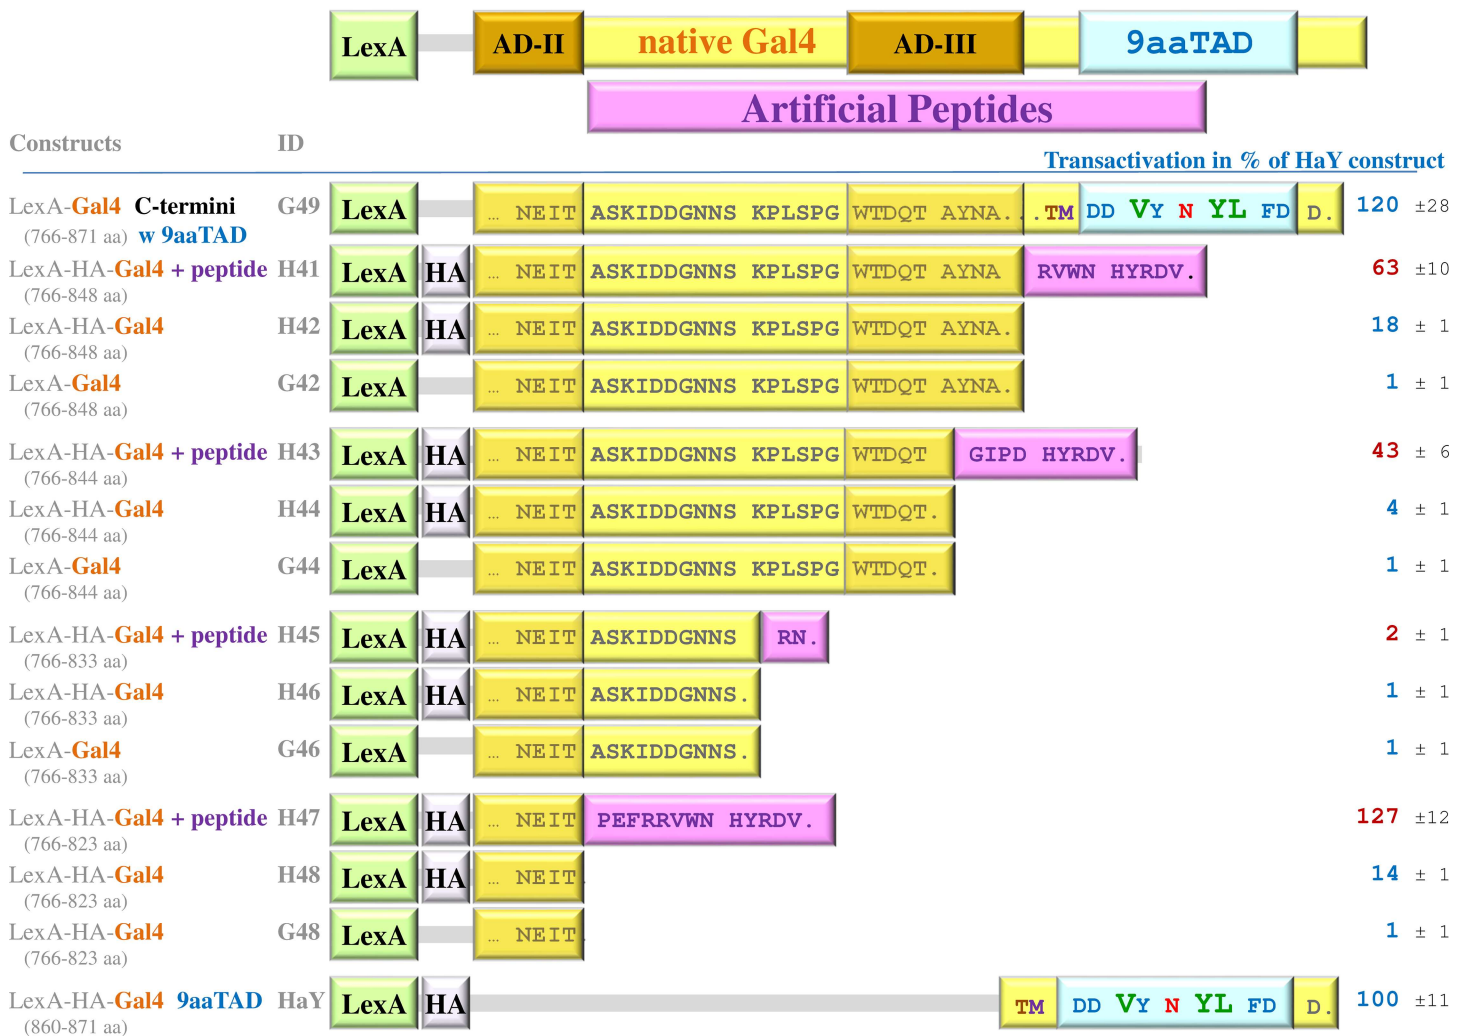 LexA AD-II native Gal4 AD-III 9aaTAD
Artificial Peptides
Constructs ID
Transactivation in % of HaY construct
LexA-Gal4 C-termini G49 LexA ... NEIT ASKIDDGNNS KPLSPG WTDQT AYNA. . .TM DD VY N YL FD D. 120 ±28
(766-871 aa) w 9aaTAD
LexA-HA-Gal4 + peptide H41 LexA HA ... NEIT ASKIDDGNNS KPLSPG WTDQT AYNA RVWN HYRDV. 63 ±10
(766-848 aa)
LexA-HA-Gal4 H42 LexA HA ... NEIT ASKIDDGNNS KPLSPG WTDQT AYNA. 18 ± 1
(766-848 aa)
LexA-Gal4 G42 LexA ... NEIT ASKIDDGNNS KPLSPG WTDQT AYNA. 1 ± 1
(766-848 aa)
LexA-HA-Gal4 + peptide H43 LexA HA ... NEIT ASKIDDGNNS KPLSPG WTDQT GIPD HYRDV. 43 ± 6
(766-844 aa)
LexA-HA-Gal4 H44 LexA HA ... NEIT ASKIDDGNNS KPLSPG WTDQT. 4 ± 1
(766-844 aa)
LexA-Gal4 G44 LexA ... NEIT ASKIDDGNNS KPLSPG WTDQT. 1 ± 1
(766-844 aa)
LexA-HA-Gal4 + peptide H45 LexA HA ... NEIT ASKIDDGNNS RN. 2 ± 1
(766-833 aa)
LexA-HA-Gal4 H46 LexA HA ... NEIT ASKIDDGNNS. 1 ± 1
(766-833 aa)
LexA-Gal4 G46 LexA ... NEIT ASKIDDGNNS. 1 ± 1
(766-833 aa)
LexA-HA-Gal4 + peptide H47 LexA HA ... NEIT PEFRRVWN HYRDV. 127 ±12
(766-823 aa)
LexA-HA-Gal4 H48 LexA HA ... NEIT. 14 ± 1
(766-823 aa)
LexA-HA-Gal4 G48 LexA ... NEIT. 1 ± 1
(766-823 aa)
LexA-HA-Gal4 9aaTAD HaY LexA HA TM DD VY N YL FD D. 100 ±11
(860-871 aa)